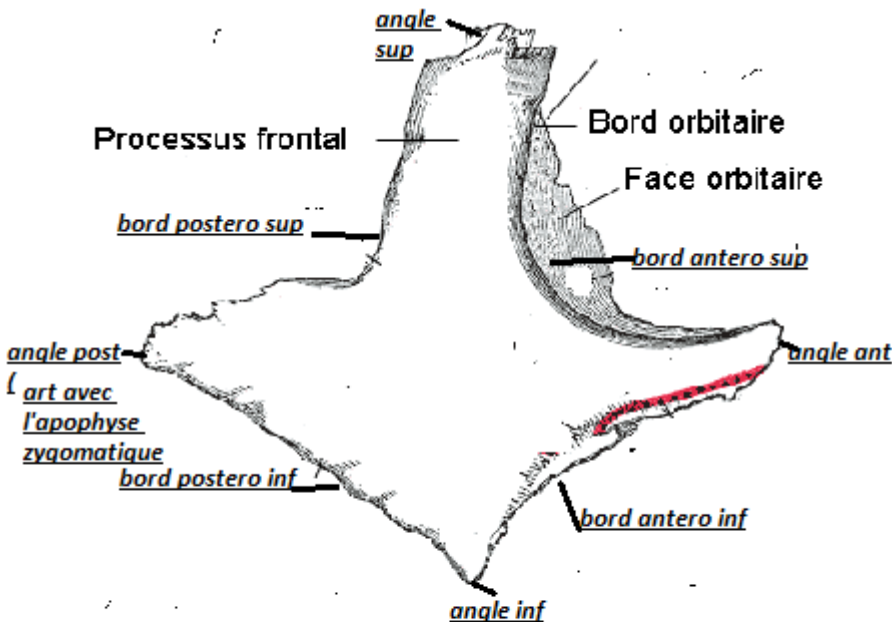 angle
sup
Processus frontal
Bord orbitaire
Face orbitaire
bord postero sup
bord antero sup
angle post
( art avec
l'apophyse
zygomatique
angle ant
bord postero inf
bord antero inf
angle inf